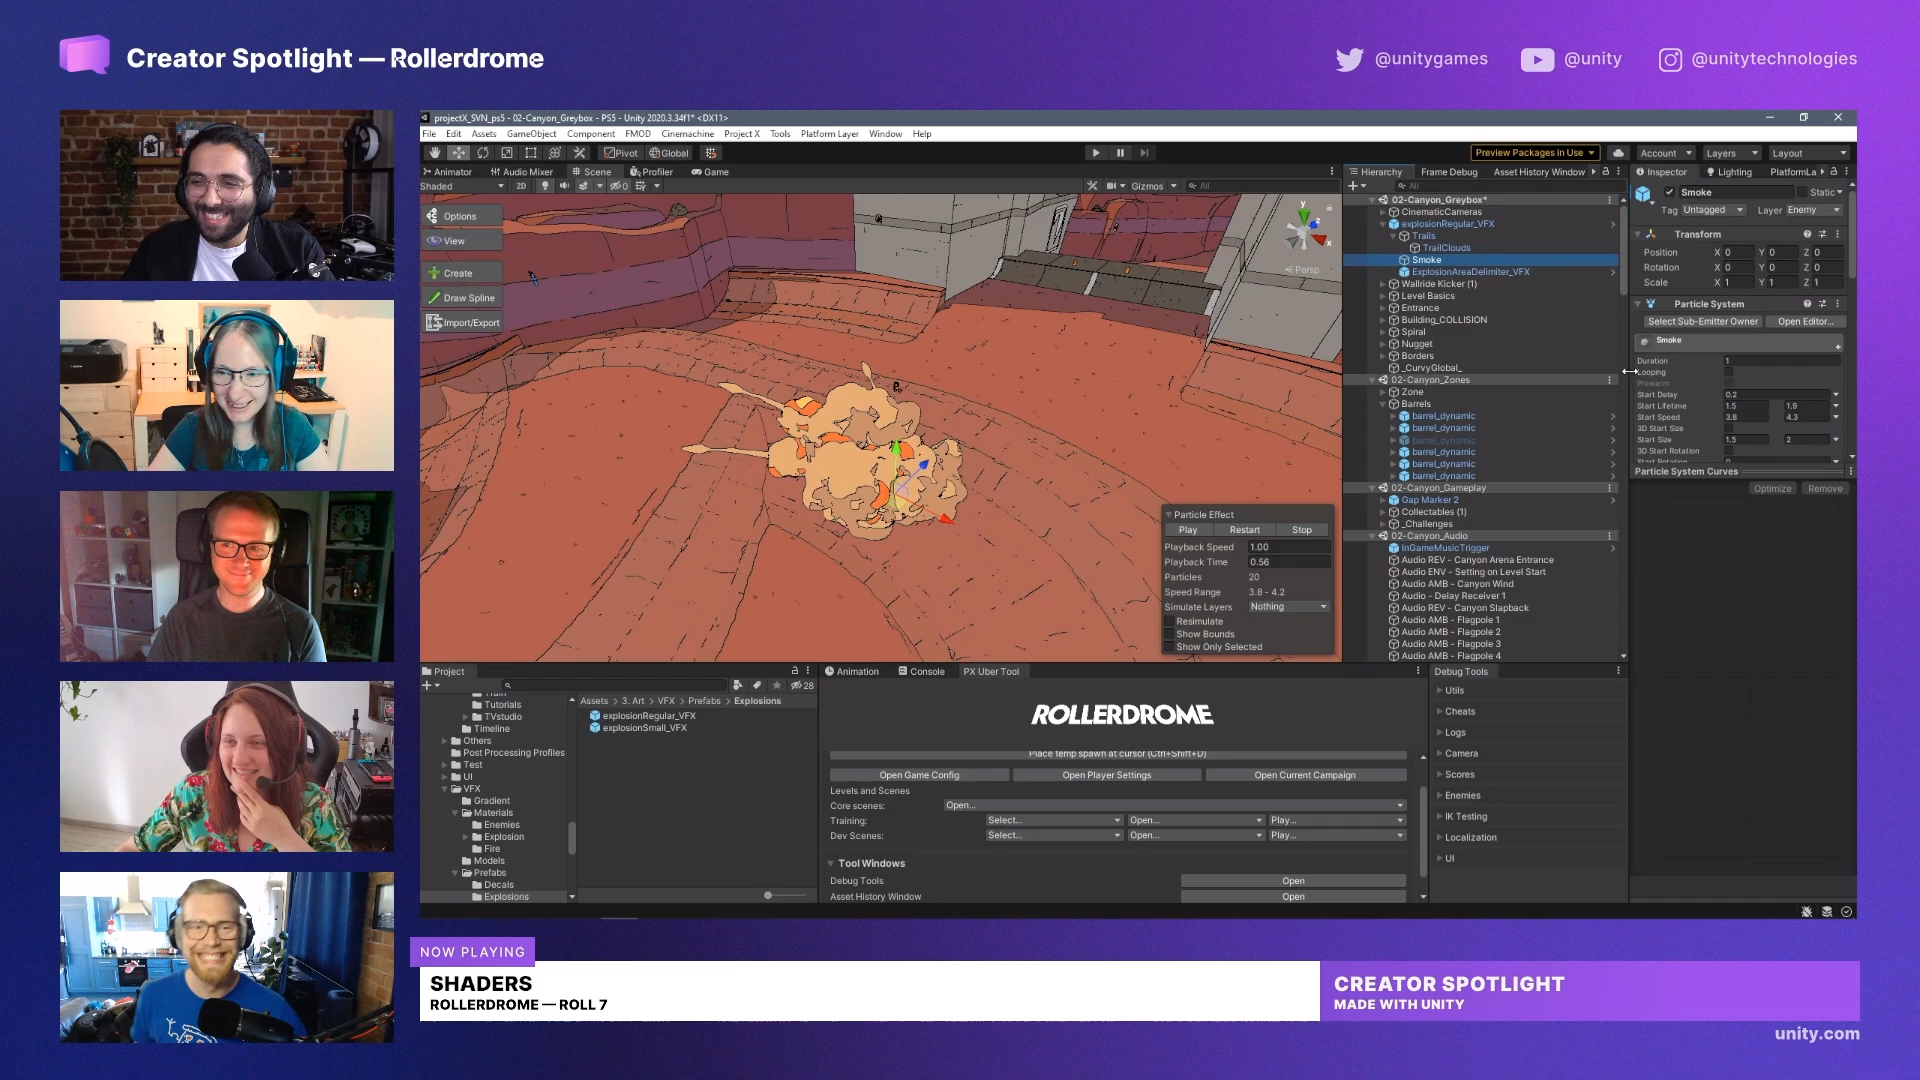 Creator Spotlight — Rollerdrome
@unitygames
@unity
@unitytechnologies
projectX_SVN_ps5 - 02-Canyon_Greybox - PS5 - Unity 2020.3.34f1* <DX11>
File Edit Assets GameObject Component FMOD Cinemachine Project X Tools Platform Layer Window Help
Pivot Global
Preview Packages in Use
Account Layers Layout
Animator Audio Mixer Scene Profiler Game
Shaded 2D 0 Gizmos All
Options
View
Create
Draw Spline
Import/Export
y
z
x
Persp
Particle Effect
Play Restart Stop
Playback Speed 1.00
Playback Time 0.56
Particles 20
Speed Range 3.8 - 4.2
Simulate Layers Nothing
Resimulate
Show Bounds
Show Only Selected
Hierarchy Frame Debug Asset History Window
All
02-Canyon_Greybox*
CinematicCameras
explosionRegular_VFX
Trails
TrailClouds
Smoke
ExplosionAreaDelimiter_VFX
Wallride Kicker (1)
Level Basics
Entrance
Building_COLLISION
Spiral
Nugget
Borders
_CurvyGlobal_
02-Canyon_Zones
Zone
Barrels
barrel_dynamic
barrel_dynamic
barrel_dynamic
barrel_dynamic
barrel_dynamic
barrel_dynamic
02-Canyon_Gameplay
Gap Marker 2
Collectables (1)
_Challenges
02-Canyon_Audio
InGameMusicTrigger
Audio REV - Canyon Arena Entrance
Audio ENV - Setting on Level Start
Audio AMB - Canyon Wind
Audio - Delay Receiver 1
Audio REV - Canyon Slapback
Audio AMB - Flagpole 1
Audio AMB - Flagpole 2
Audio AMB - Flagpole 3
Audio AMB - Flagpole 4
Inspector Lighting PlatformLa
Smoke Static
Tag Untagged Layer Enemy
Transform
Position X 0 Y 0 Z 0
Rotation X 0 Y 0 Z 0
Scale X 1 Y 1 Z 1
Particle System
Select Sub-Emitter Owner Open Editor...
Smoke
Duration 1
Looping
Prewarm
Start Delay 0.2
Start Lifetime 1.5 1.9
Start Speed 3.8 4.3
3D Start Size
Start Size 1.5 2
3D Start Rotation
Particle System Curves
Optimize Remove
Project
28
Train
Tutorials
TVstudio
Timeline
Others
Post Processing Profiles
Test
UI
VFX
Gradient
Materials
Enemies
Explosion
Fire
Models
Prefabs
Decals
Explosions
Assets > 3. Art > VFX > Prefabs > Explosions
explosionRegular_VFX
explosionSmall_VFX
Animation Console PX Uber Tool
ROLLERDROME
Place temp spawn at cursor (Ctrl+Shift+D)
Open Game Config Open Player Settings Open Current Campaign
Levels and Scenes
Core scenes: Open...
Training: Select... Open... Play...
Dev Scenes: Select... Open... Play...
Tool Windows
Debug Tools Open
Asset History Window Open
Debug Tools
Utils
Cheats
Logs
Camera
Scores
Enemies
IK Testing
Localization
UI
NOW PLAYING
SHADERS
ROLLERDROME — ROLL 7
CREATOR SPOTLIGHT
MADE WITH UNITY
unity.com